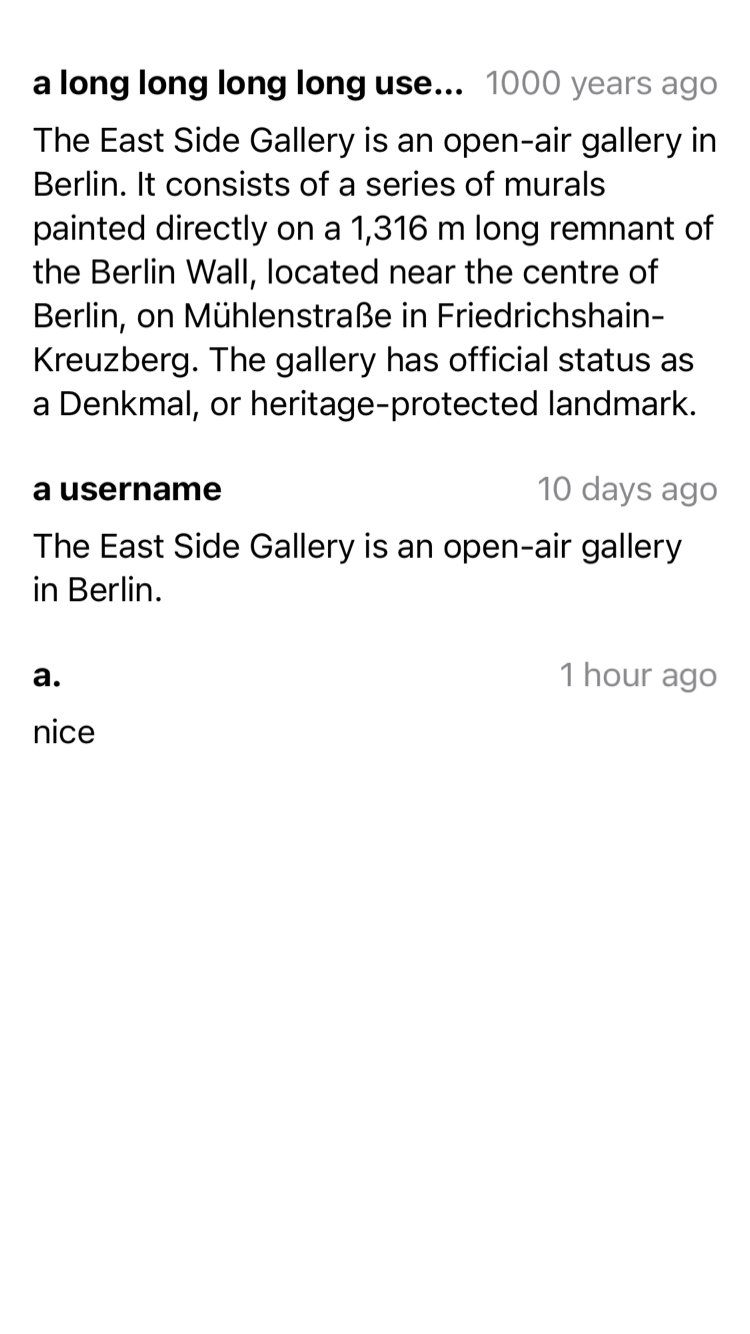 a long long long long use... 1000 years ago
The East Side Gallery is an open-air gallery in
Berlin. It consists of a series of murals
painted directly on a 1,316 m long remnant of
the Berlin Wall, located near the centre of
Berlin, on Mühlenstraße in Friedrichshain-
Kreuzberg. The gallery has official status as
a Denkmal, or heritage-protected landmark.
a username 10 days ago
The East Side Gallery is an open-air gallery
in Berlin.
a. 1 hour ago
nice